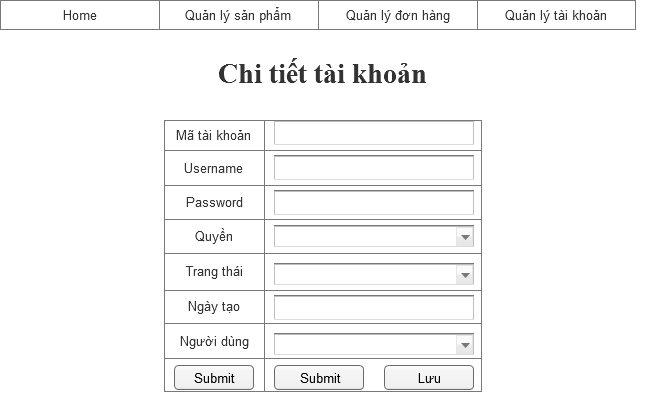 Home Quản lý sản phẩm Quản lý đơn hàng Quản lý tài khoản
Chi tiết tài khoản
Mã tài khoản
Username
Password
Quyển
Trang thái
Ngày tạo
Người dùng
Submit Submit Lưu